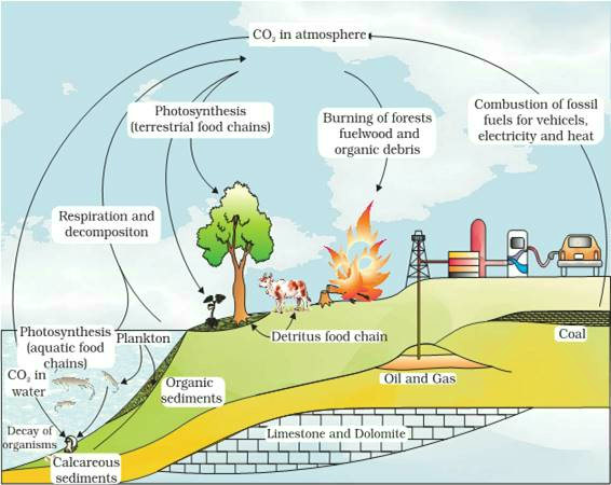 CO₂ in atmosphere
Photosynthesis
(terrestrial food chains)
Burning of forests
fuelwood and
organic debris
Combustion of fossil
fuels for vehicels,
electricity and heat
Respiration and
decompositon
Photosynthesis
(aquatic food
chains)
Plankton
Detritus food chain
Coal
CO₂ in
water
Organic
sediments
Oil and Gas
Decay of
organisms
Limestone and Dolomite
Calcareous
sediments